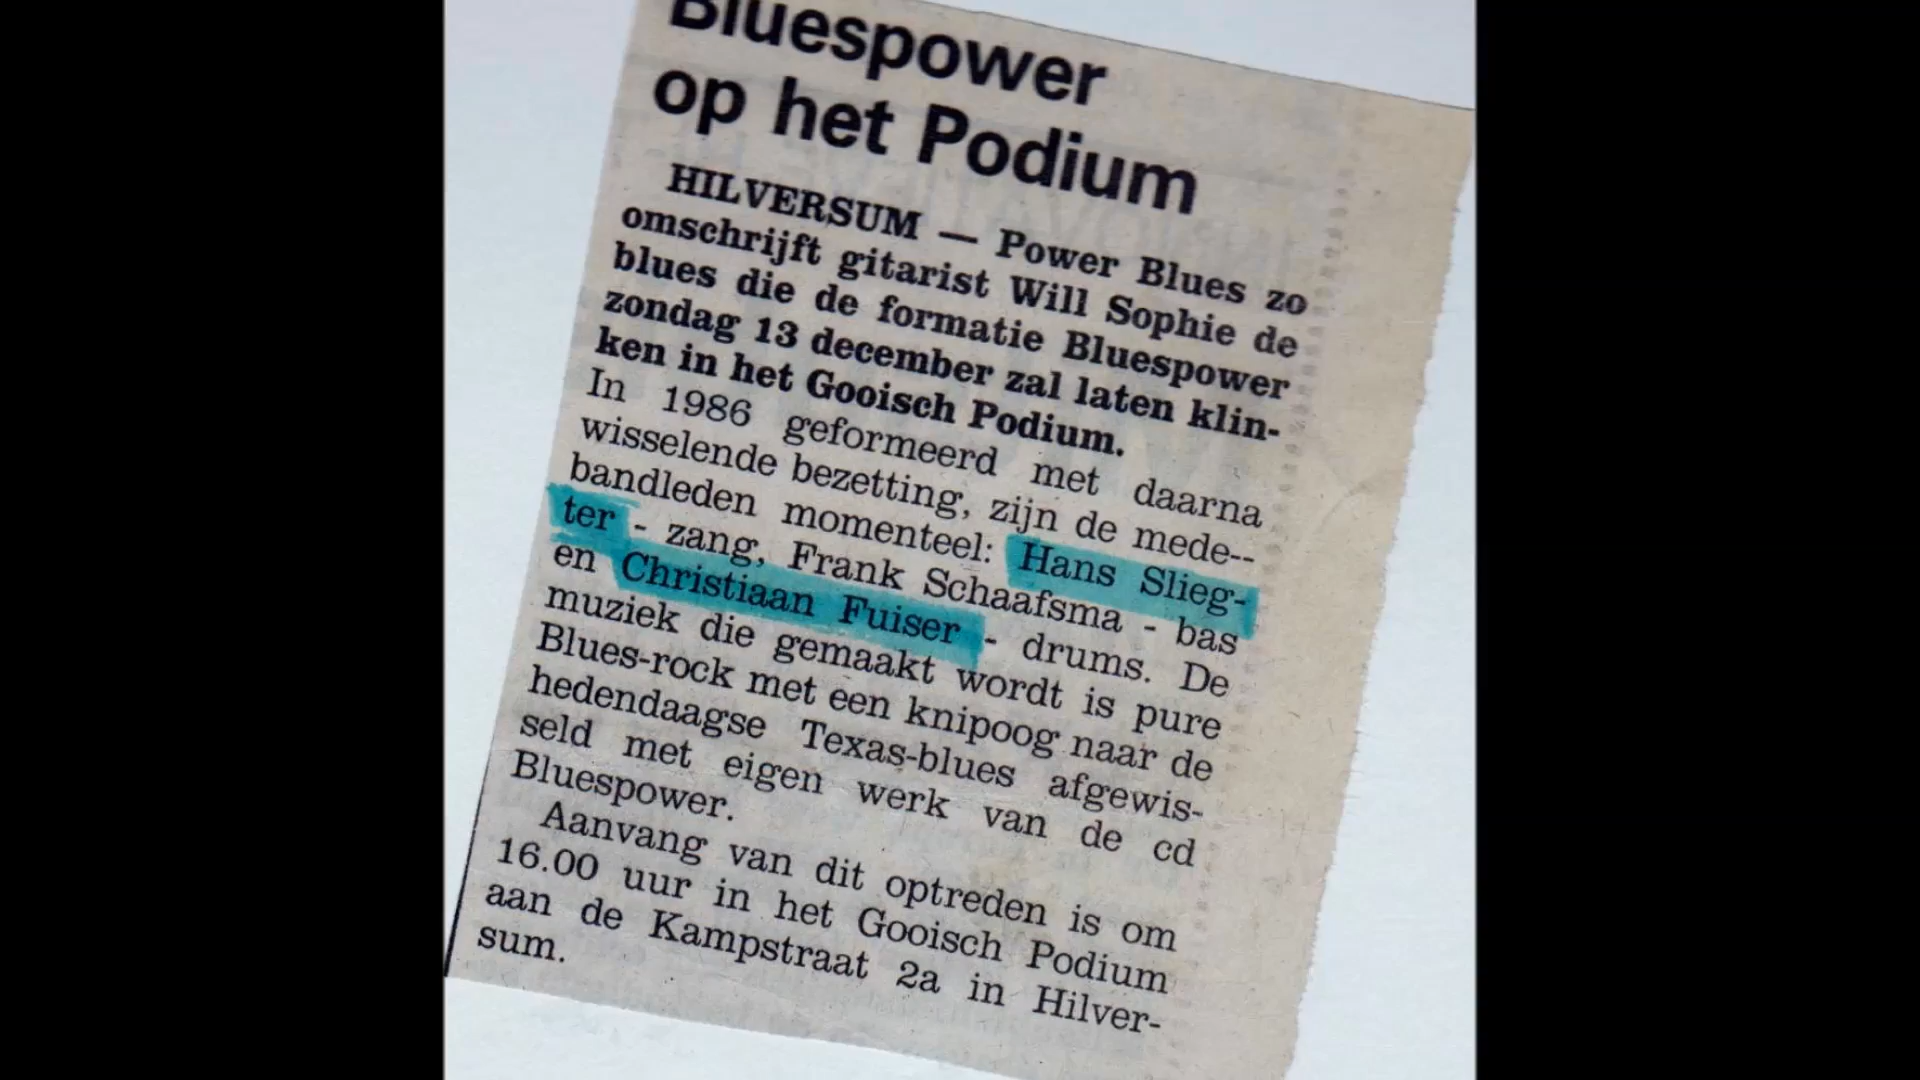 Bluespower
op het Podium
HILVERSUM — Power Blues zo
omschrijft gitarist Will Sophie de
blues die de formatie Bluespower
zondag 13 december zal laten klin-
ken in het Gooisch Podium.
In 1986 geformeerd met daarna
wisselende bezetting, zijn de mede--
bandleden momenteel: Hans Slieg-
ter - zang, Frank Schaafsma - bas
en Christiaan Fuiser - drums. De
muziek die gemaakt wordt is pure
Blues-rock met een knipoog naar de
hedendaagse Texas-blues afgewis-
seld met eigen werk van de cd
Bluespower.
Aanvang van dit optreden is om
16.00 uur in het Gooisch Podium
aan de Kampstraat 2a in Hilver-
sum.